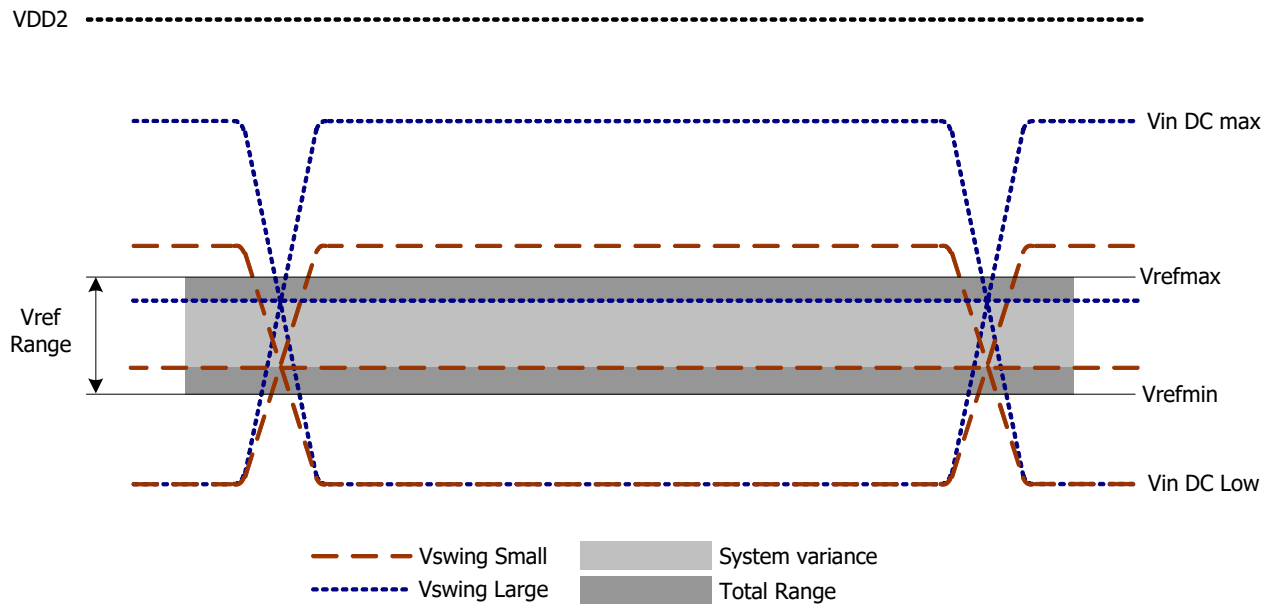 VDD2
Vin DC max
Vrefmax
Vref
Range
Vrefmin
Vin DC Low
Vswing Small
System variance
Vswing Large
Total Range